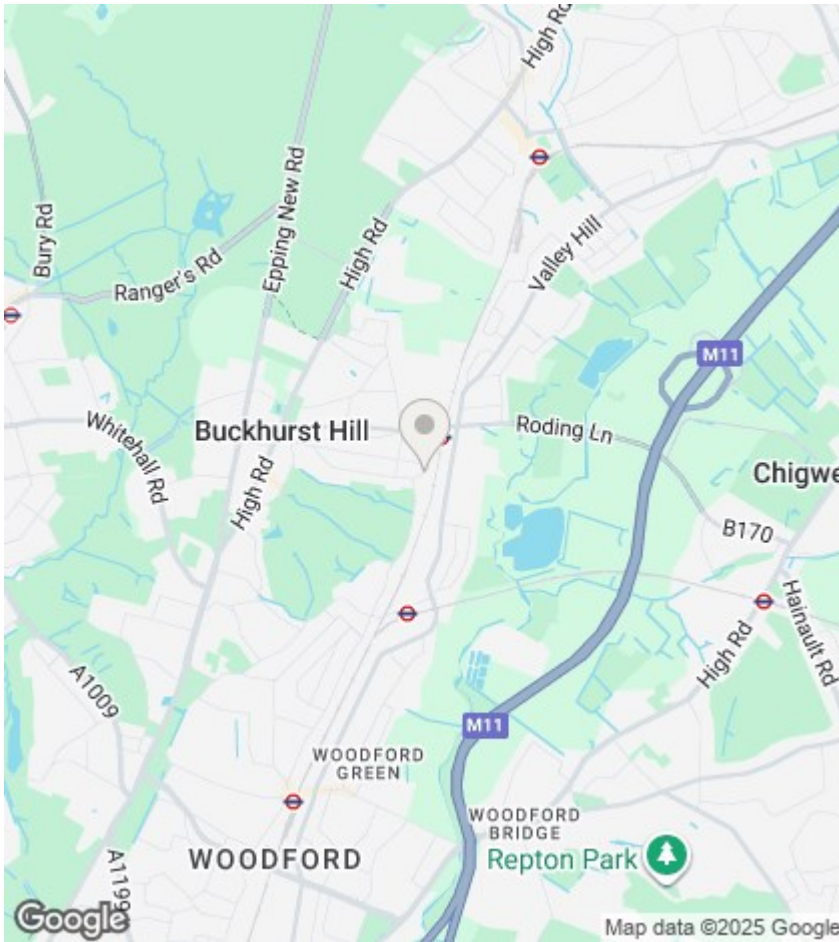 High Rd
Epping New Rd
High Rd
Bury Rd
Ranger's Rd
Valley Hill
M11
Whitehall Rd
Buckhurst Hill
Roding Ln
High Rd
Chigwe
B170
Hainault Rd
High Rd
A1009
M11
WOODFORD
GREEN
WOODFORD
BRIDGE
WOODFORD
Repton Park
A1199
Google
Map data ©2025 Google